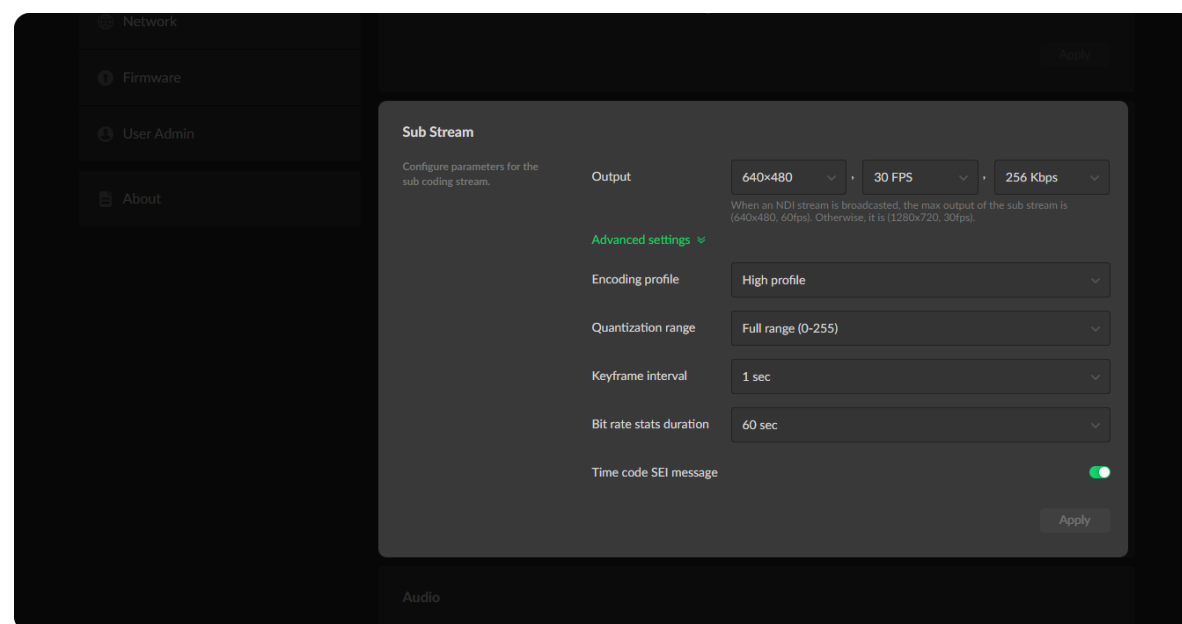 Network
Apply
Firmware
User Admin
About
Sub Stream
Configure parameters for the
sub coding stream.
Output
640×480 , 30 FPS , 256 Kbps
When an NDI stream is broadcasted, the max output of the sub stream is
(640x480, 60fps). Otherwise, it is (1280x720, 30fps).
Advanced settings
Encoding profile
High profile
Quantization range
Full range (0-255)
Keyframe interval
1 sec
Bit rate stats duration
60 sec
Time code SEI message
Apply
Audio